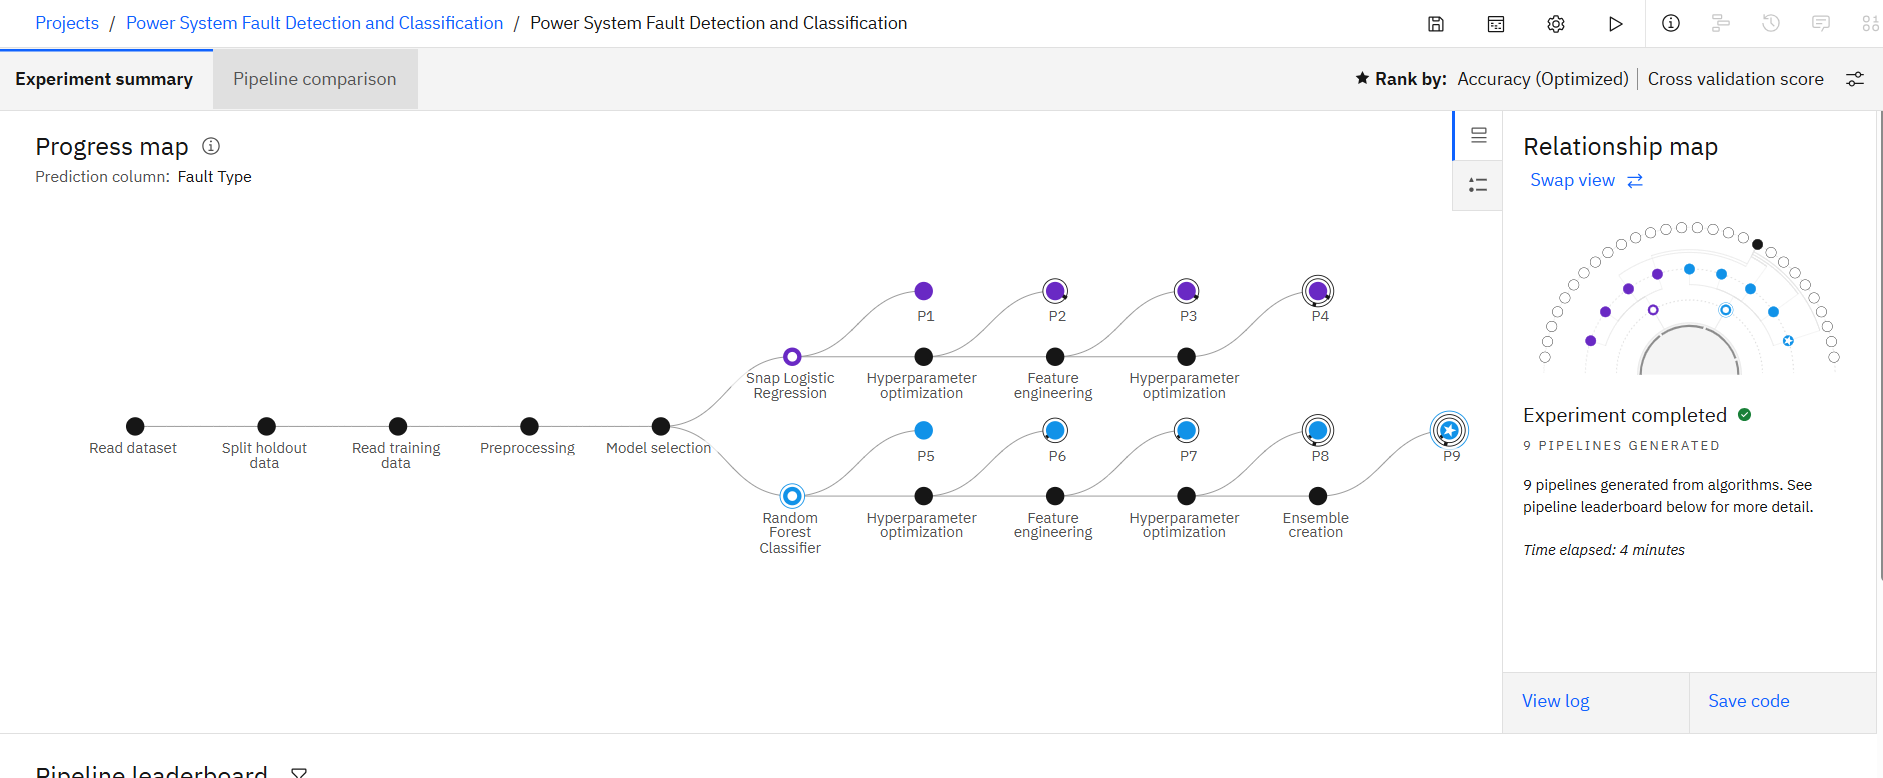 Projects / Power System Fault Detection and Classification / Power System Fault Detection and Classification
Experiment summary
Pipeline comparison
Rank by: Accuracy (Optimized) | Cross validation score
Progress map
Prediction column: Fault Type
P1
P2
P3
P4
Snap Logistic
Regression
Hyperparameter
optimization
Feature
engineering
Hyperparameter
optimization
Read dataset
Split holdout
data
Read training
data
Preprocessing
Model selection
P5
P6
P7
P8
P9
Random
Forest
Classifier
Hyperparameter
optimization
Feature
engineering
Hyperparameter
optimization
Ensemble
creation
Relationship map
Swap view
Experiment completed
9 PIPELINES GENERATED
9 pipelines generated from algorithms. See
pipeline leaderboard below for more detail.
Time elapsed: 4 minutes
View log
Save code
Pipeline leaderboard